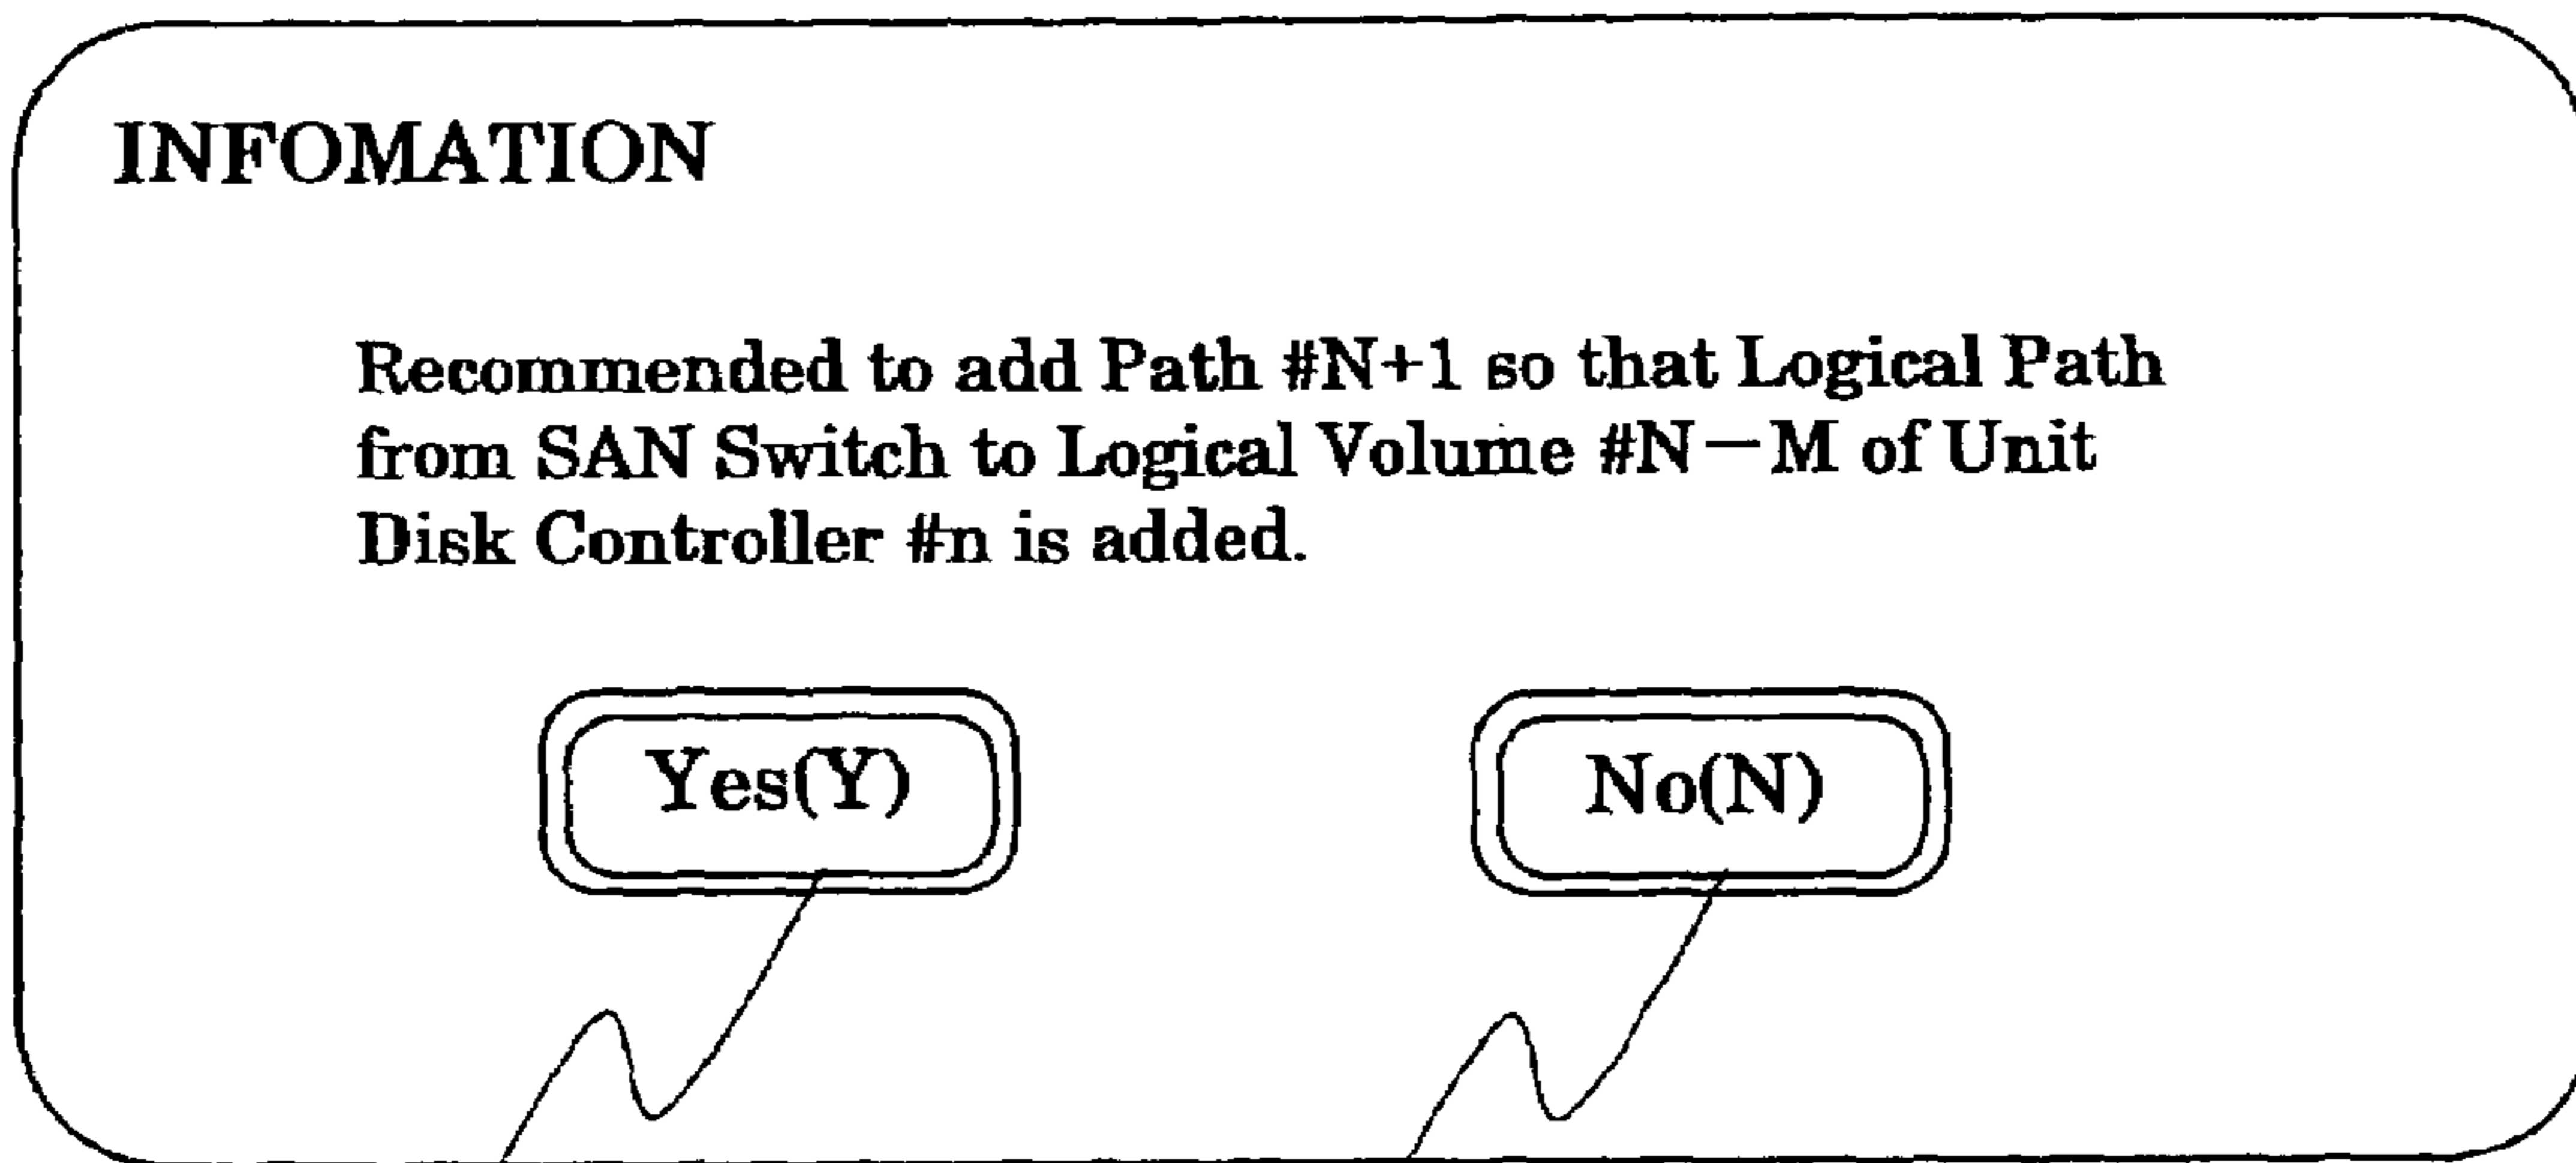 INFOMATION
Recommended to add Path #N+1 so that Logical Path
from SAN Switch to Logical Volume #N−M of Unit
Disk Controller #n is added.
Yes(Y)
No(N)